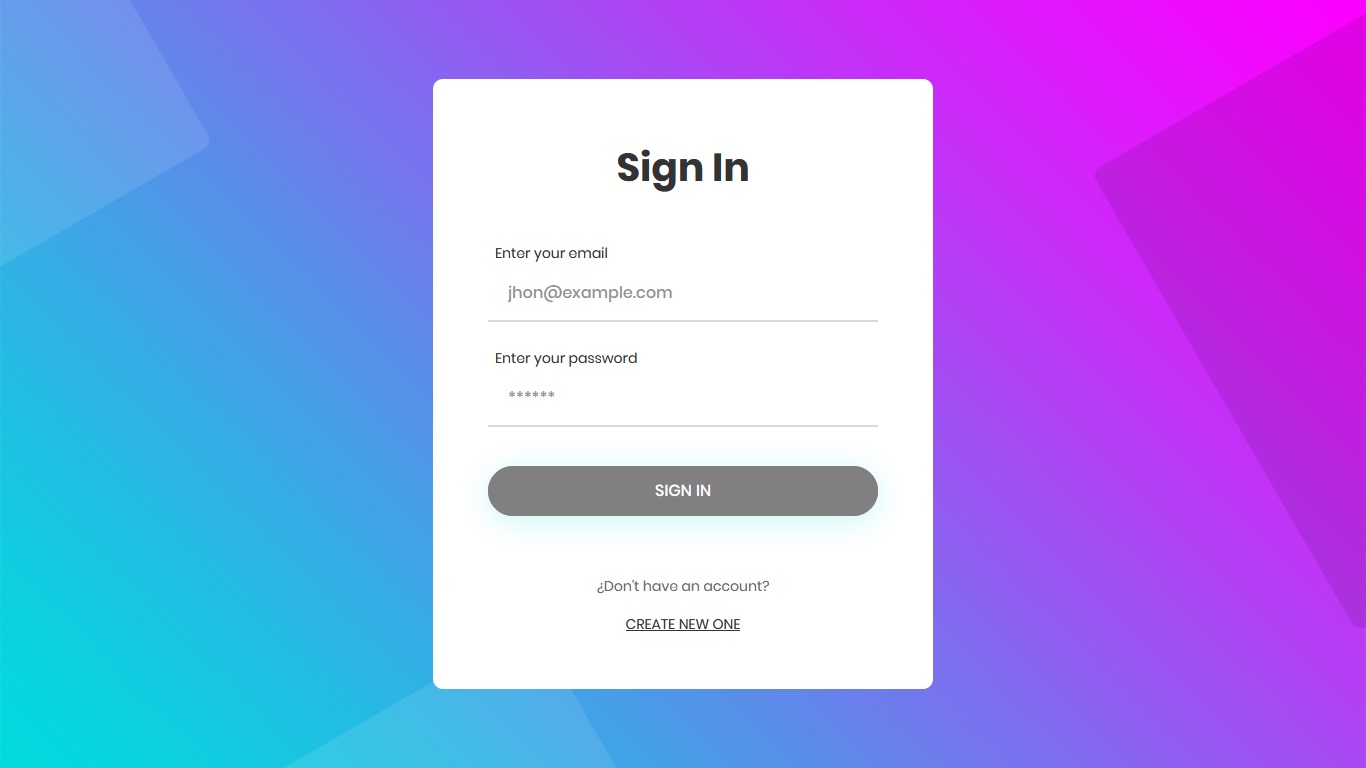 Sign In
Enter your email
jhon@example.com
Enter your password
******
SIGN IN
¿Don't have an account?
CREATE NEW ONE